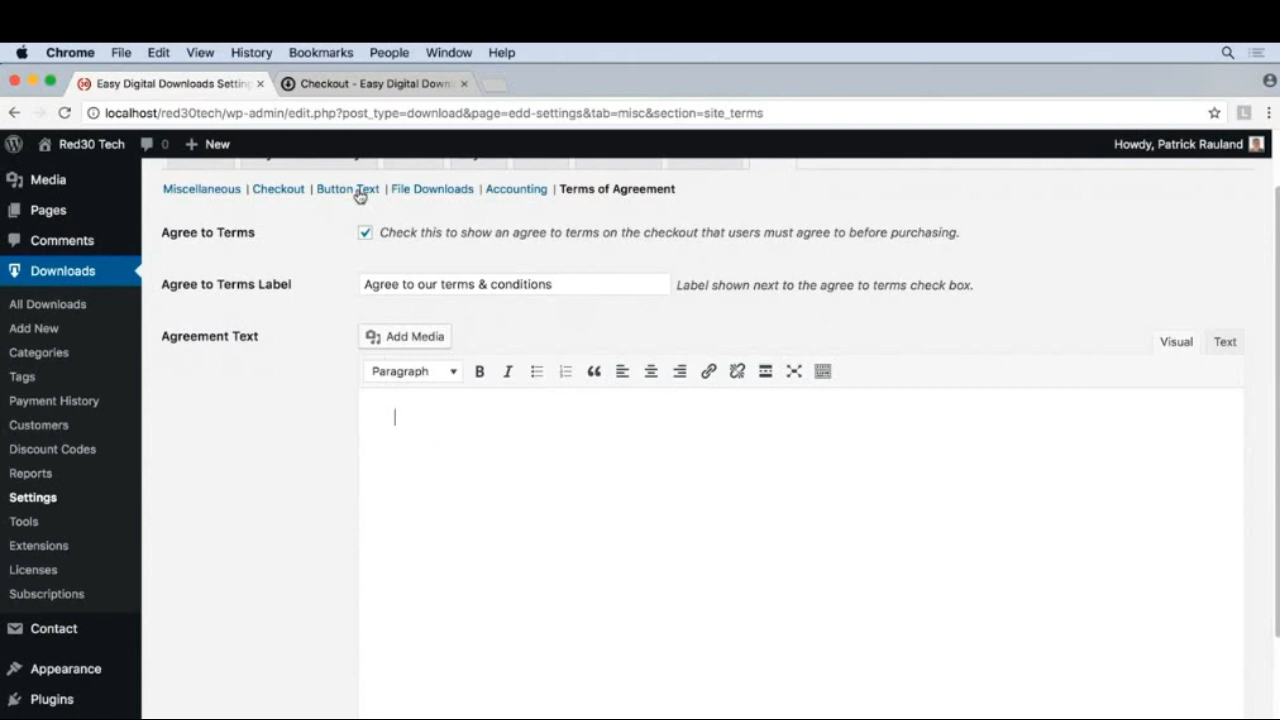 Chrome File Edit View History Bookmarks People Window Help
Easy Digital Downloads Setting Checkout - Easy Digital Down
localhost/red30tech/wp-admin/edit.php?post_type=download&page=edd-settings&tab=misc&section=site_terms L
Red30 Tech 0 New Howdy, Patrick Rauland
Media
Pages
Comments
Downloads
All Downloads
Add New
Categories
Tags
Payment History
Customers
Discount Codes
Reports
Settings
Tools
Extensions
Licenses
Subscriptions
Contact
Appearance
Plugins
Miscellaneous | Checkout | Button Text | File Downloads | Accounting | Terms of Agreement
Agree to Terms Check this to show an agree to terms on the checkout that users must agree to before purchasing.
Agree to Terms Label Agree to our terms & conditions Label shown next to the agree to terms check box.
Agreement Text Add Media Visual Text
Paragraph B I